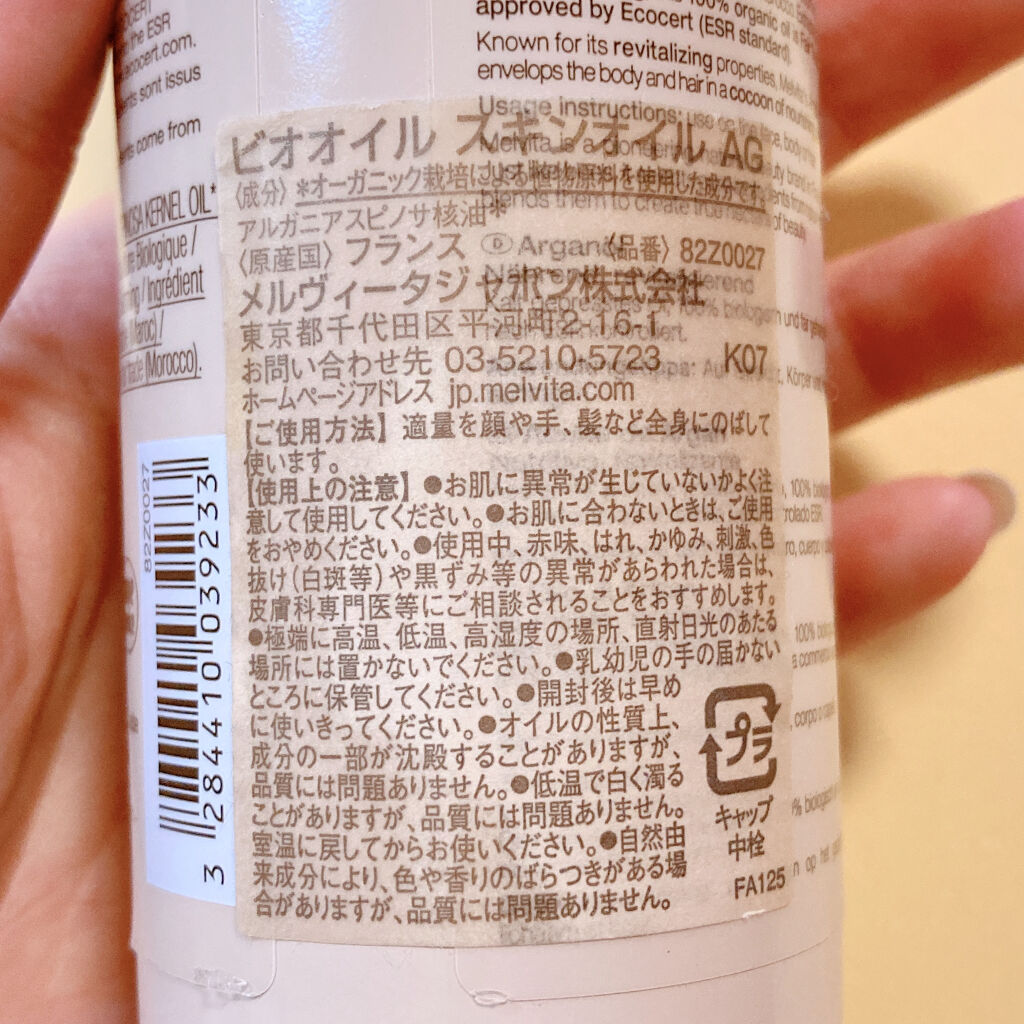 100% organic oil
approved by Ecocert (ESR standard).
Known for its revitalizing properties, Melvita's
envelops the body and hair in a cocoon of
Usage instructions: use on
the ESR
ecocert.com.
sont issus
come from
KERNEL OIL*
Biologique /
/ Ingrédient
Maroc) /
Trade (Morocco).
ビオオイル スキンオイル AG
〈成分〉 *オーガニック栽培による植物原料を使用した成分です。
アルガニアスピノサ核油*
〈原産国〉 フランス 〈品番〉 82Z0027
メルヴィータジャポン株式会社
東京都千代田区平河町2-16-1
お問い合わせ先 03-5210-5723 K07
ホームページアドレス jp.melvita.com
【ご使用方法】 適量を顔や手、髪など全身にのばして
使います。
【使用上の注意】 ●お肌に異常が生じていないかよく注
意して使用してください。●お肌に合わないときは、ご使用
をおやめください。●使用中、赤味、はれ、かゆみ、刺激、色
抜け(白斑等)や黒ずみ等の異常があらわれた場合は、
皮膚科専門医等にご相談されることをおすすめします。
●極端に高温、低温、高湿度の場所、直射日光のあたる
場所には置かないでください。●乳幼児の手の届かない
ところに保管してください。●開封後は早め
に使いきってください。●オイルの性質上、
成分の一部が沈殿することがありますが、
品質には問題ありません。●低温で白く濁る
ことがありますが、品質には問題ありません。
室温に戻してからお使いください。●自然由
来成分により、色や香りのばらつきがある場
合がありますが、品質には問題ありません。
プラ
キャップ
中栓
FA125
82Z0027
3 284410 039233